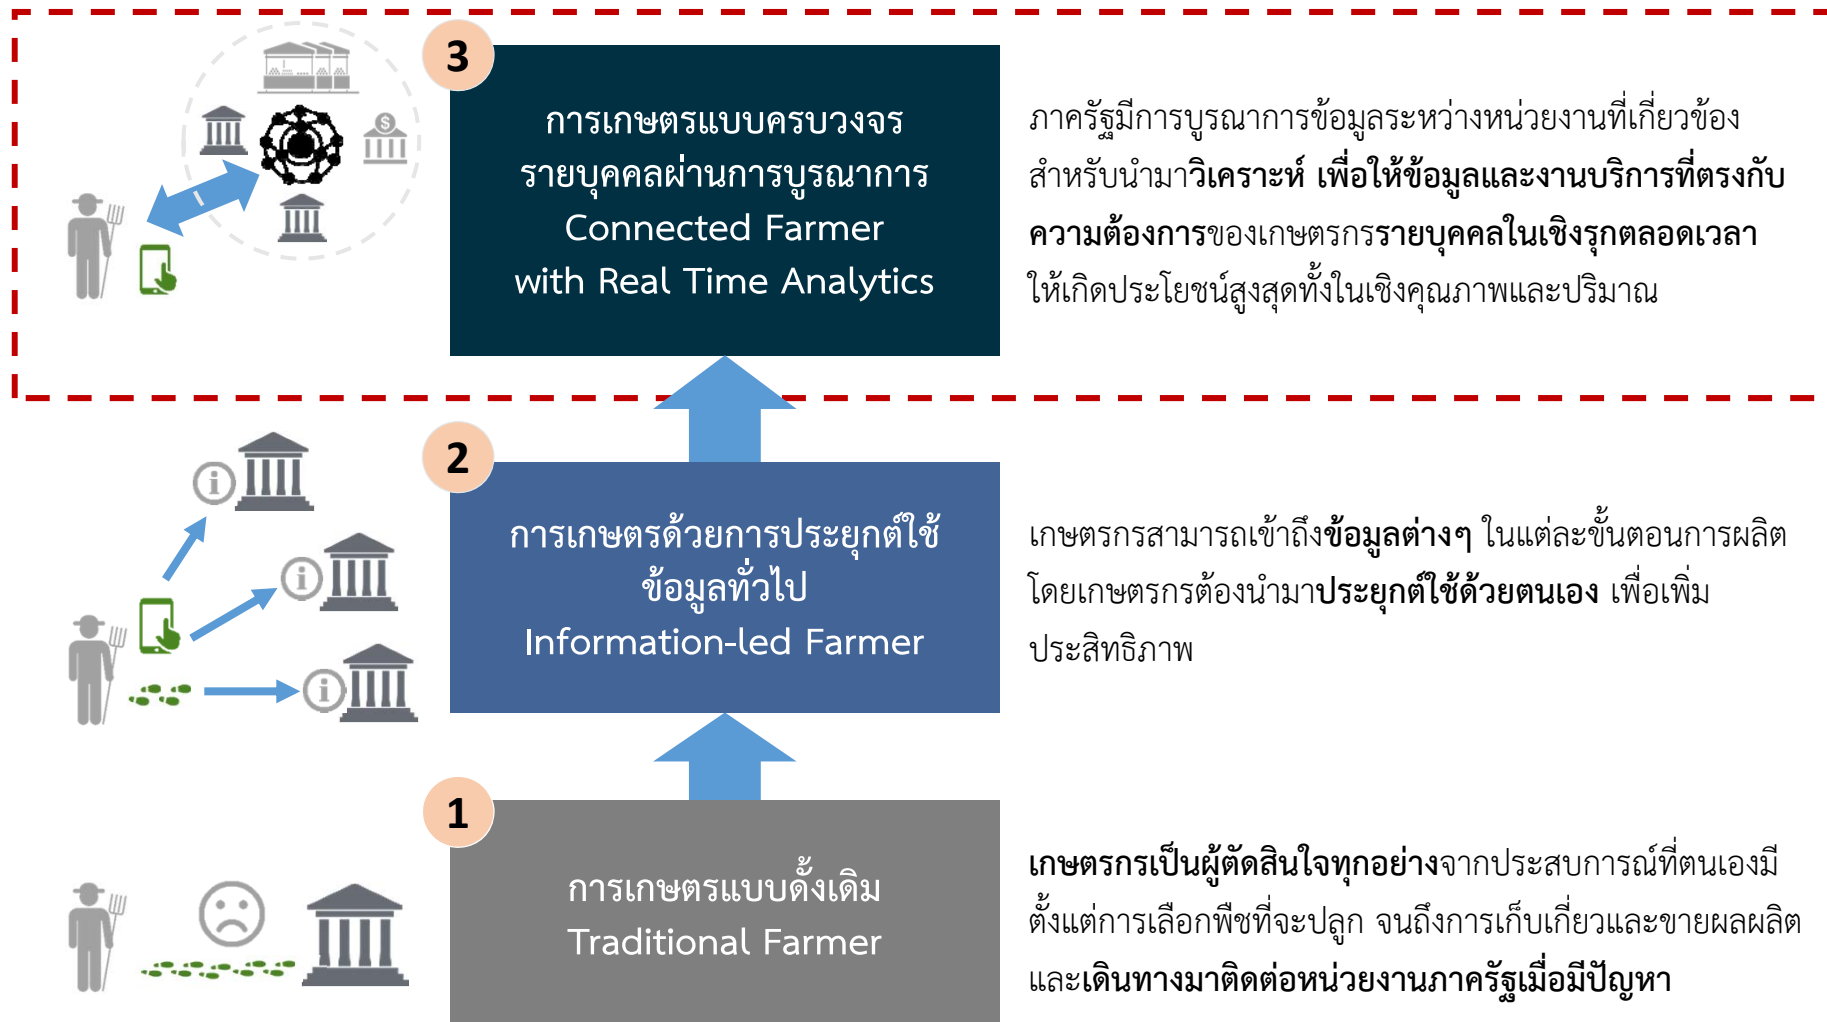 3
การเกษตรแบบครบวงจร
รายบุคคลผ่านการบูรณาการ
Connected Farmer
with Real Time Analytics
ภาครัฐมีการบูรณาการข้อมูลระหว่างหน่วยงานที่เกี่ยวข้อง
สำหรับนำมาวิเคราะห์ เพื่อให้ข้อมูลและงานบริการที่ตรงกับ
ความต้องการของเกษตรกรรายบุคคลในเชิงรุกตลอดเวลา
ให้เกิดประโยชน์สูงสุดทั้งในเชิงคุณภาพและปริมาณ
$
2
การเกษตรด้วยการประยุกต์ใช้
ข้อมูลทั่วไป
Information-led Farmer
เกษตรกรสามารถเข้าถึงข้อมูลต่างๆ ในแต่ละขั้นตอนการผลิต
โดยเกษตรกรต้องนำมาประยุกต์ใช้ด้วยตนเอง เพื่อเพิ่ม
ประสิทธิภาพ
i
i
i
1
การเกษตรแบบดั้งเดิม
Traditional Farmer
เกษตรกรเป็นผู้ตัดสินใจทุกอย่างจากประสบการณ์ที่ตนเองมี
ตั้งแต่การเลือกพืชที่จะปลูก จนถึงการเก็บเกี่ยวและขายผลผลิต
และเดินทางมาติดต่อหน่วยงานภาครัฐเมื่อมีปัญหา